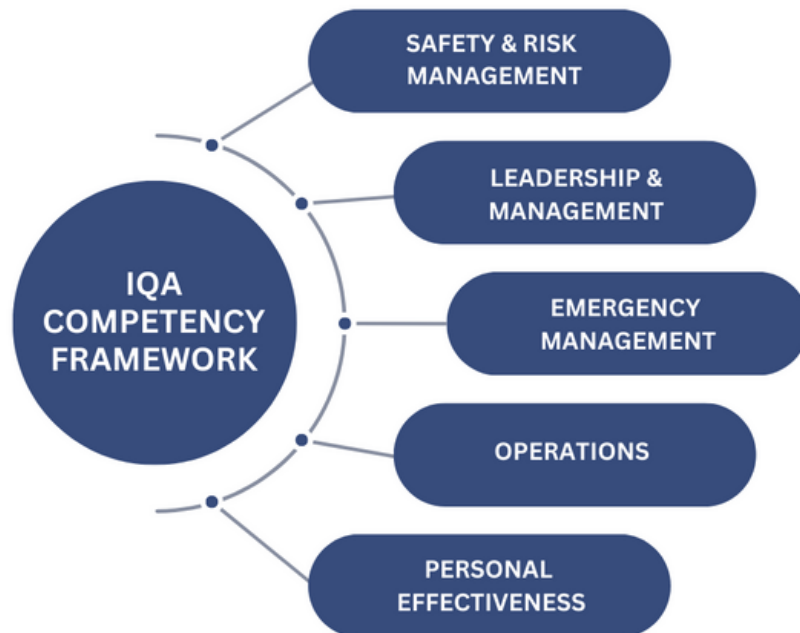 SAFETY & RISK
MANAGEMENT
LEADERSHIP &
MANAGEMENT
IQA
COMPETENCY
FRAMEWORK
EMERGENCY
MANAGEMENT
OPERATIONS
PERSONAL
EFFECTIVENESS